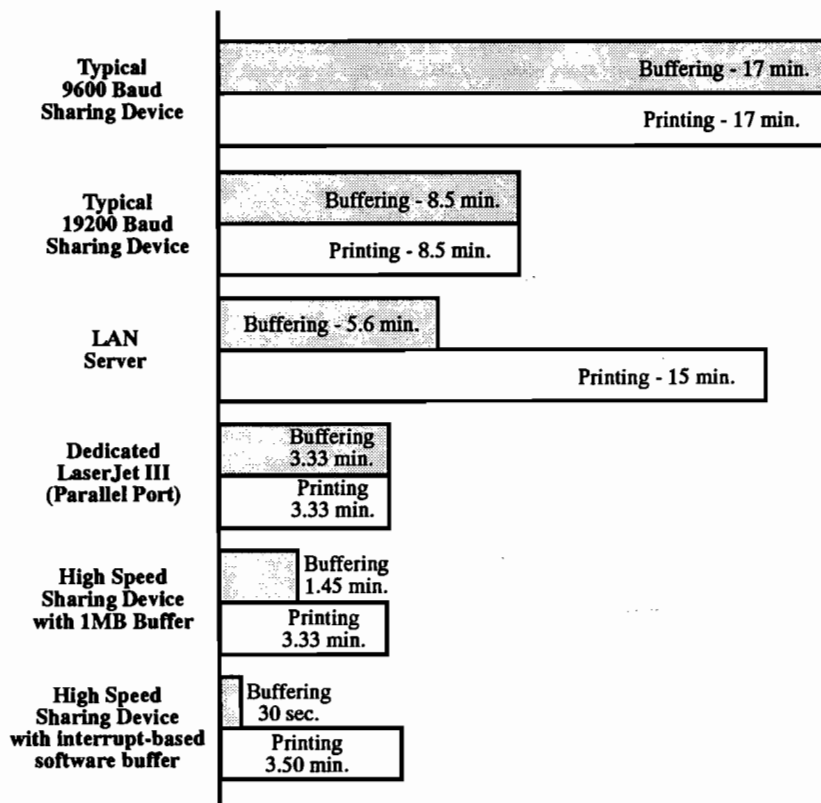 Typical
9600 Baud
Sharing Device
Buffering - 17 min.
Printing - 17 min.
Typical
19200 Baud
Sharing Device
Buffering - 8.5 min.
Printing - 8.5 min.
LAN
Server
Buffering - 5.6 min.
Printing - 15 min.
Dedicated
LaserJet III
(Parallel Port)
Buffering
3.33 min.
Printing
3.33 min.
High Speed
Sharing Device
with 1MB Buffer
Buffering
1.45 min.
Printing
3.33 min.
High Speed
Sharing Device
with interrupt-based
software buffer
Buffering
30 sec.
Printing
3.50 min.